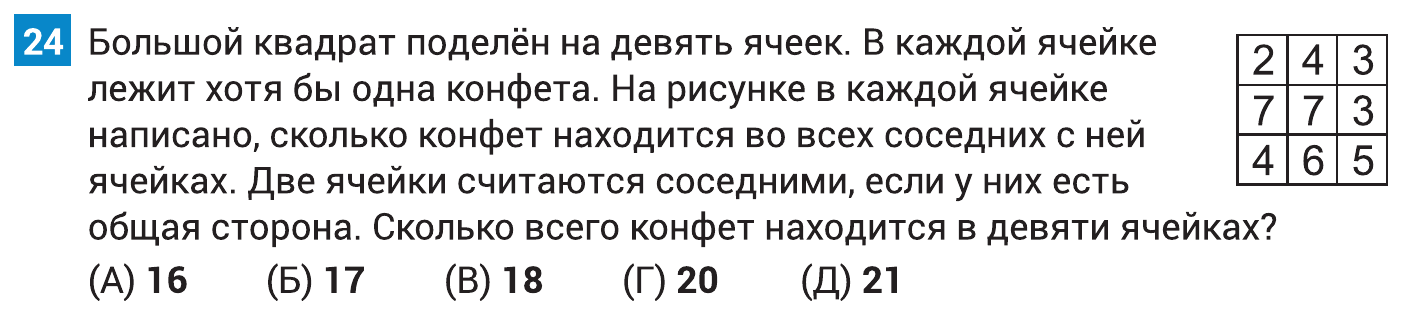 24 Большой квадрат поделён на девять ячеек. В каждой ячейке
лежит хотя бы одна конфета. На рисунке в каждой ячейке
написано, сколько конфет находится во всех соседних с ней
ячейках. Две ячейки считаются соседними, если у них есть
общая сторона. Сколько всего конфет находится в девяти ячейках?
(А) 16 (Б) 17 (В) 18 (Г) 20 (Д) 21
2 4 3
7 7 3
4 6 5